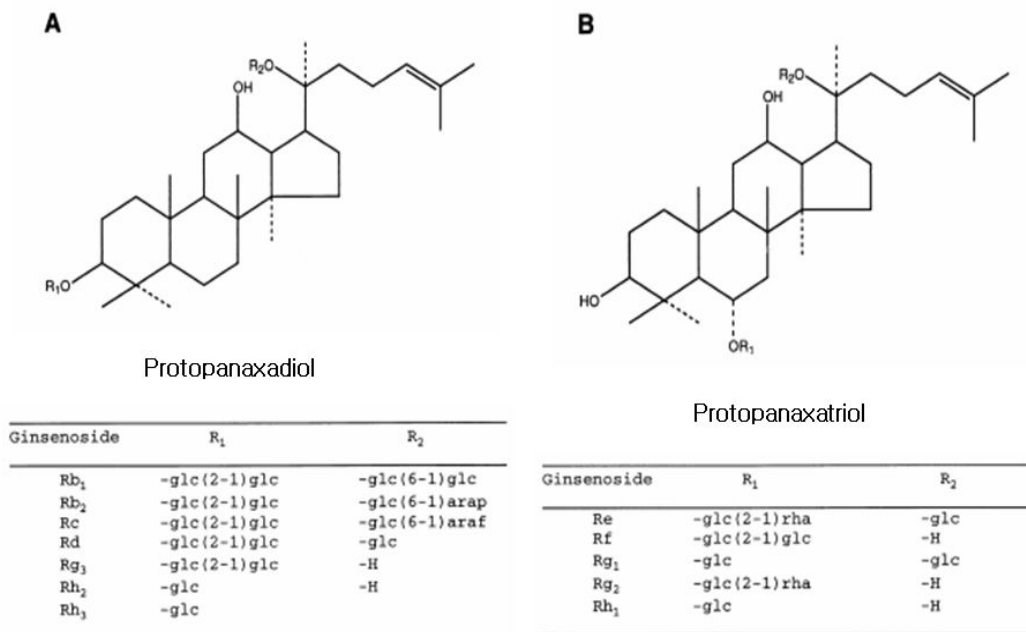 A
R₂O
OH
R₁O
Protopanaxadiol
Ginsenoside R₁ R₂
Rb₁ -glc(2-1)glc -glc(6-1)glc
Rb₂ -glc(2-1)glc -glc(6-1)arap
Rc -glc(2-1)glc -glc(6-1)araf
Rd -glc(2-1)glc -glc
Rg₃ -glc(2-1)glc -H
Rh₂ -glc -H
Rh₃ -glc
B
R₂O
OH
HO
OR₁
Protopanaxatriol
Ginsenoside R₁ R₂
Re -glc(2-1)rha -glc
Rf -glc(2-1)glc -H
Rg₁ -glc -glc
Rg₂ -glc(2-1)rha -H
Rh₁ -glc -H